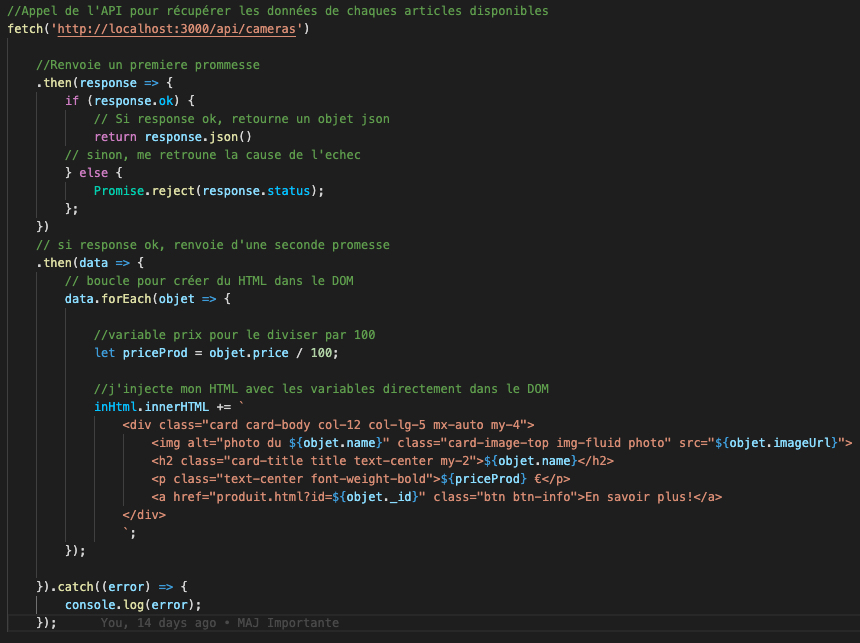 //Appel de l'API pour récupérer les données de chaques articles disponibles
fetch('http://localhost:3000/api/cameras')
//Renvoie un premiere prommesse
.then(response => {
if (response.ok) {
// Si response ok, retourne un objet json
return response.json()
// sinon, me retroune la cause de l'echec
} else {
Promise.reject(response.status);
};
})
// si response ok, renvoie d'une seconde promesse
.then(data => {
// boucle pour créer du HTML dans le DOM
data.forEach(objet => {
//variable prix pour le diviser par 100
let priceProd = objet.price / 100;
//j'injecte mon HTML avec les variables directement dans le DOM
inHtml.innerHTML += `
<div class="card card-body col-12 col-lg-5 mx-auto my-4">
<img alt="photo du ${objet.name}" class="card-image-top img-fluid photo" src="${objet.imageUrl}">
<h2 class="card-title title text-center my-2">${objet.name}</h2>
<p class="text-center font-weight-bold">${priceProd} €</p>
<a href="produit.html?id=${objet._id}" class="btn btn-info">En savoir plus!</a>
</div>
`;
});
}).catch((error) => {
console.log(error);
}); You, 14 days ago • MAJ Importante